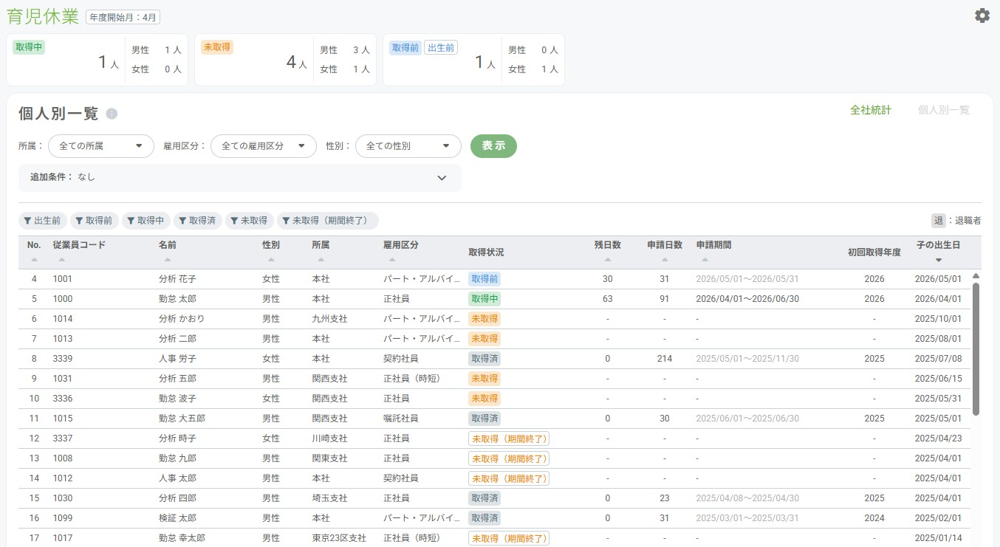 育児休業 年度開始月：4月
取得中 1 人 男性 1 人 女性 0 人
未取得 4 人 男性 3 人 女性 1 人
取得前 出生前 1 人 男性 0 人 女性 1 人
個人別一覧
全社統計 個人別一覧
所属： 全ての所属 雇用区分： 全ての雇用区分 性別： 全ての性別 表示
追加条件： なし
出生前 取得前 取得中 取得済 未取得 未取得（期間終了） 退：退職者
No. 従業員コード 名前 性別 所属 雇用区分 取得状況 残日数 申請日数 申請期間 初回取得年度 子の出生日
4 1001 分析 花子 女性 本社 パート・アルバイ... 取得前 30 31 2026/05/01～2026/05/31 2026 2026/05/01
5 1000 勤怠 太郎 男性 本社 正社員 取得中 63 91 2026/04/01～2026/06/30 2026 2026/04/01
6 1014 分析 かおり 男性 九州支社 パート・アルバイ... 未取得 - - - - 2025/10/01
7 1013 分析 二郎 男性 本社 パート・アルバイ... 未取得 - - - - 2025/08/01
8 3339 人事 労子 女性 本社 契約社員 取得済 0 214 2025/05/01～2025/11/30 2025 2025/07/08
9 1031 分析 五郎 男性 関西支社 正社員（時短） 未取得 - - - - 2025/06/15
10 3336 勤怠 波子 女性 関西支社 正社員 未取得 - - - - 2025/05/31
11 1015 勤怠 大五郎 男性 関西支社 嘱託社員 取得済 0 30 2025/06/01～2025/06/30 2025 2025/05/01
12 3337 分析 時子 女性 川崎支社 正社員 未取得（期間終了） - - - - 2025/04/23
13 1008 勤怠 九郎 男性 関東支社 正社員 未取得（期間終了） - - - - 2025/04/01
14 1012 人事 太郎 男性 本社 契約社員 未取得（期間終了） - - - - 2025/04/01
15 1030 分析 四郎 男性 埼玉支社 正社員 取得済 0 23 2025/04/08～2025/04/30 2025 2025/04/01
16 1099 検証 太郎 男性 本社 パート・アルバイ... 取得済 0 31 2025/03/01～2025/03/31 2024 2025/02/01
17 1017 勤怠 幸太郎 男性 東京23区支社 正社員（時短） 未取得（期間終了） - - - - 2025/01/14